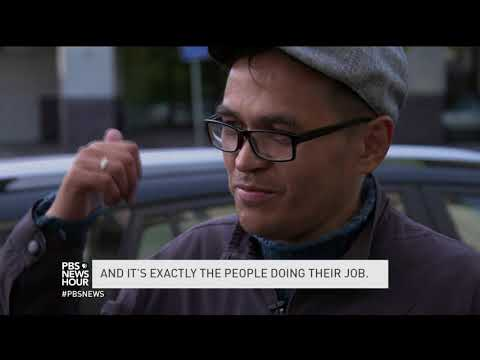 PBS
NEWS
HOUR
#PBSNEWS
AND IT'S EXACTLY THE PEOPLE DOING THEIR JOB.